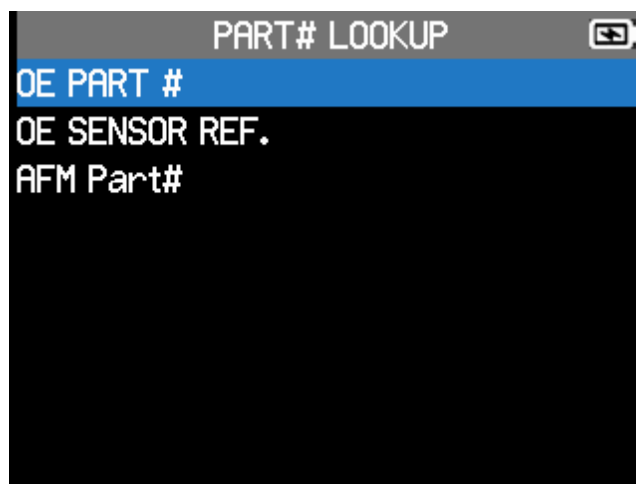 PART# LOOKUP
OE PART #
OE SENSOR REF.
AFM Part#